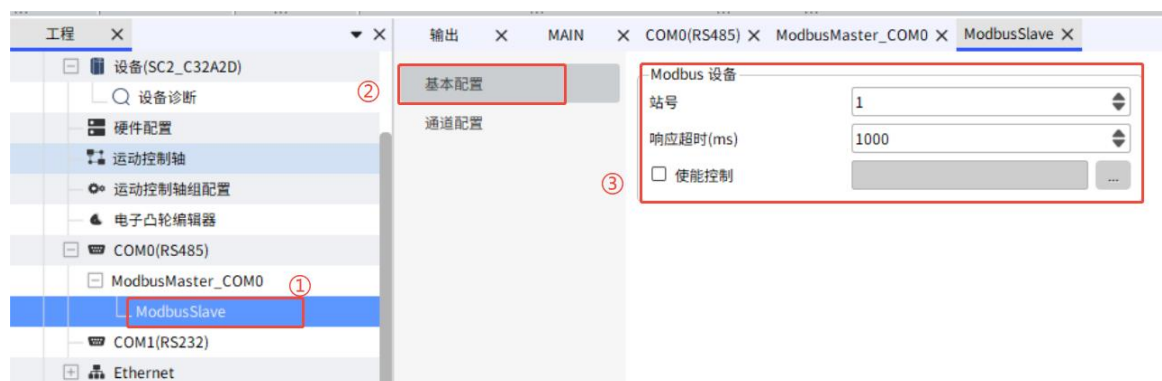 工程
输出 MAIN COM0(RS485) ModbusMaster_COM0 ModbusSlave
设备(SC2_C32A2D)
设备诊断
硬件配置
运动控制轴
运动控制轴组配置
电子凸轮编辑器
COM0(RS485)
ModbusMaster_COM0
①
ModbusSlave
COM1(RS232)
Ethernet
②
基本配置
通道配置
③
Modbus 设备
站号 1
响应超时(ms) 1000
使能控制 ...